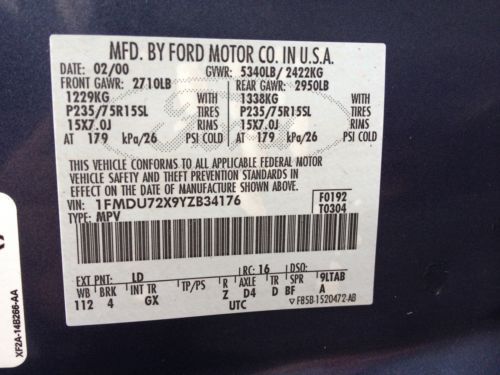 MFD. BY FORD MOTOR CO. IN U.S.A.
DATE: 02/00 GVWR: 5340LB/ 2422KG
FRONT GAWR: 2710LB REAR GAWR: 2950LB
1229KG WITH 1338KG WITH
P235/75R15SL TIRES P235/75R15SL TIRES
15X7.0J RIMS 15X7.0J RIMS
AT 179 kPa/26 PSI COLD AT 179 kPa/26 PSI COLD
THIS VEHICLE CONFORMS TO ALL APPLICABLE FEDERAL MOTOR
VEHICLE SAFETY AND THEFT PREVENTION STANDARDS IN
EFFECT ON THE DATE OF MANUFACTURE SHOWN ABOVE.
VEHICLE IDENT. NO.: 1FMDU72X9YZB34176 F0192
TYPE: MPV T0304
EXT PNT: LD RC: 16 DSO:
WB BRK INT TR TP/PS R AXLE TR SPR 9LTAB
112 4 GX Z D4 D BF A
UTC ▽ F85B-1520472-AB
XF2A-14B286-AA